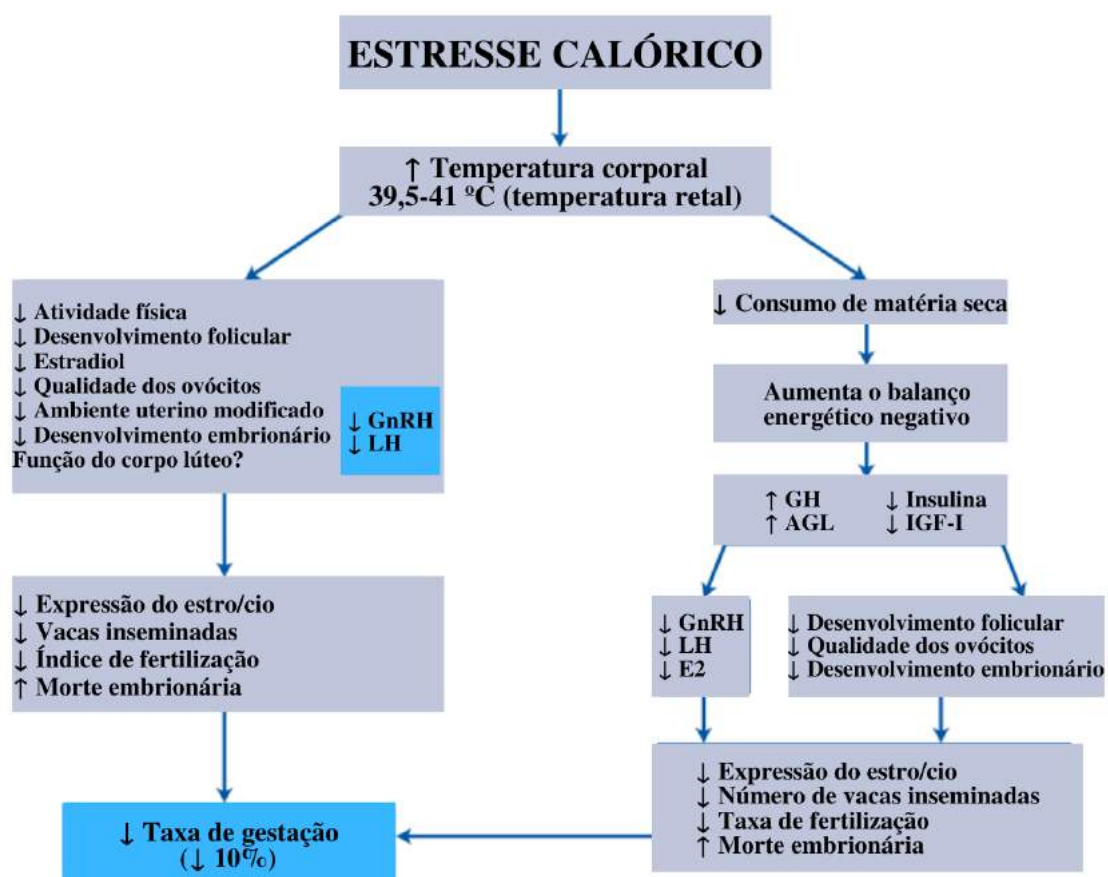 ESTRESSE CALÓRICO
↑ Temperatura corporal
39,5-41 ºC (temperatura retal)
↓ Atividade física
↓ Desenvolvimento folicular
↓ Estradiol
↓ Qualidade dos ovócitos
↓ Ambiente uterino modificado
↓ Desenvolvimento embrionário
Função do corpo lúteo?
↓ GnRH
↓ LH
↓ Expressão do estro/cio
↓ Vacas inseminadas
↓ Índice de fertilização
↑ Morte embrionária
↓ Consumo de matéria seca
Aumenta o balanço
energético negativo
↑ GH ↓ Insulina
↑ AGL ↓ IGF-I
↓ GnRH
↓ LH
↓ E2
↓ Desenvolvimento folicular
↓ Qualidade dos ovócitos
↓ Desenvolvimento embrionário
↓ Expressão do estro/cio
↓ Número de vacas inseminadas
↓ Taxa de fertilização
↑ Morte embrionária
↓ Taxa de gestação
(↓ 10%)